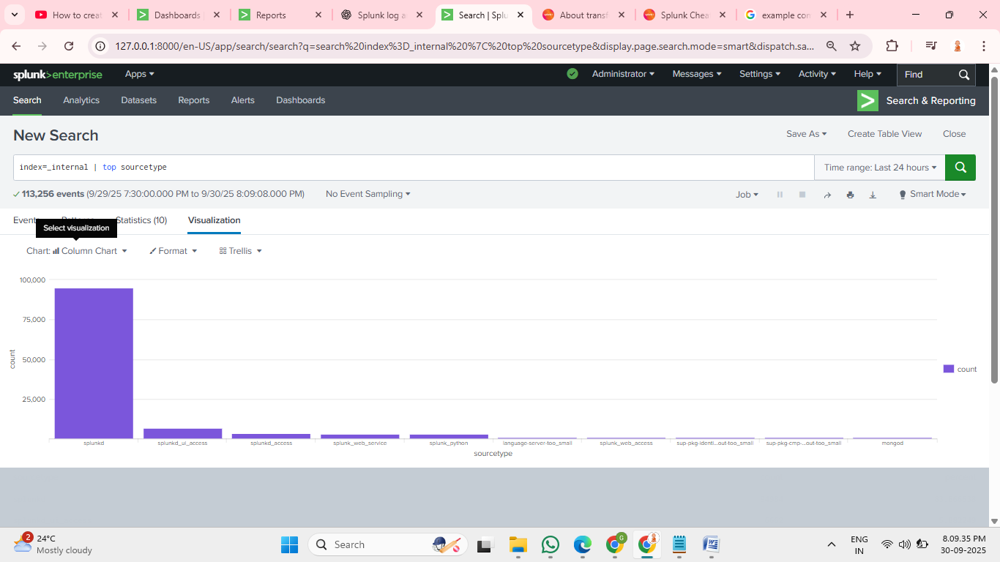 How to creat
Dashboards
Reports
Splunk log a
Search | Splu
About transf
Splunk Chea
example con
127.0.0.1:8000/en-US/app/search/search?q=search%20index%3D_internal%20%7C%20top%20sourcetype&display.page.search.mode=smart&dispatch.sa...
splunk>enterprise Apps
Administrator Messages Settings Activity Help Find
Search Analytics Datasets Reports Alerts Dashboards
Search & Reporting
New Search
Save As Create Table View Close
index=_internal | top sourcetype
Time range: Last 24 hours
113,256 events (9/29/25 7:30:00.000 PM to 9/30/25 8:09:08.000 PM) No Event Sampling
Job Smart Mode
Statistics (10) Visualization
Select visualization
Chart: Column Chart Format Trellis
100,000
75,000
50,000
25,000
count
count
splunkd splunkd_ui_access splunkd_access splunk_web_service splunk_python language-server-too_small splunk_web_access sup-pkg-identi...out-too_small sup-pkg-cmp-...out-too_small mongod
sourcetype
2
24°C
Mostly cloudy
Search
G
ENG
IN
8.09.35 PM
30-09-2025